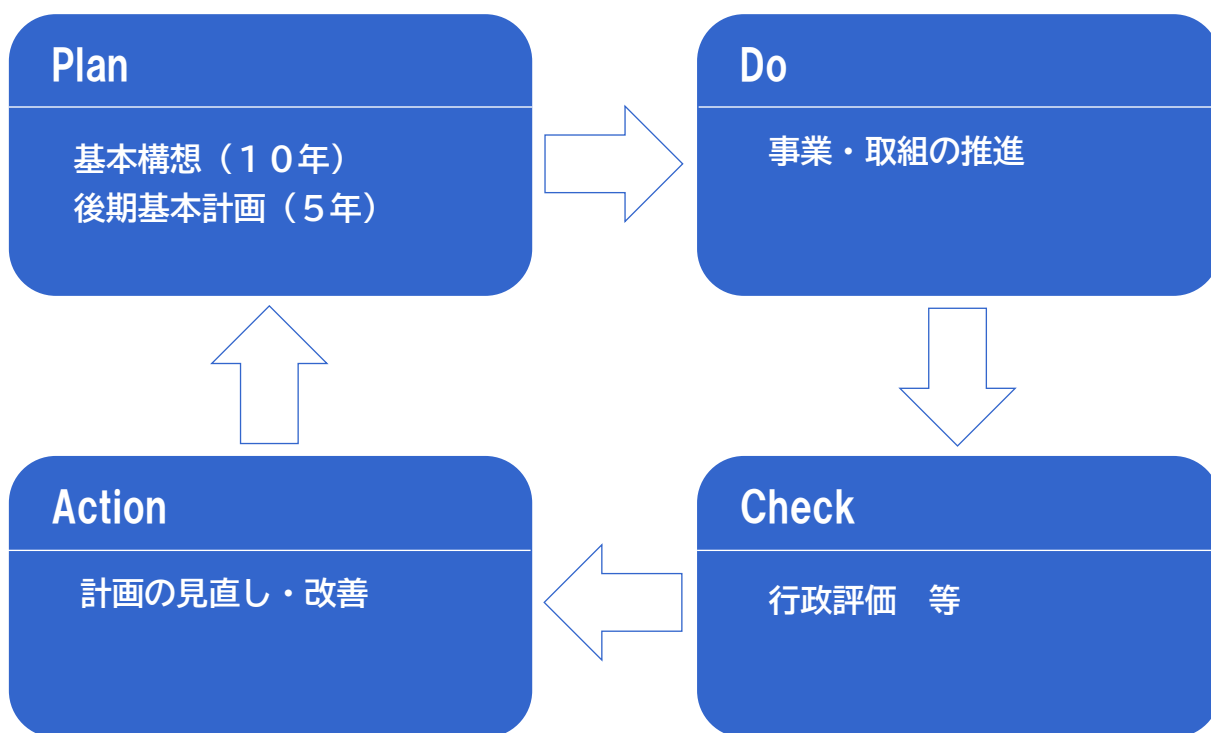 Plan
基本構想（１０年）
後期基本計画（５年）
Do
事業・取組の推進
Action
計画の見直し・改善
Check
行政評価　等